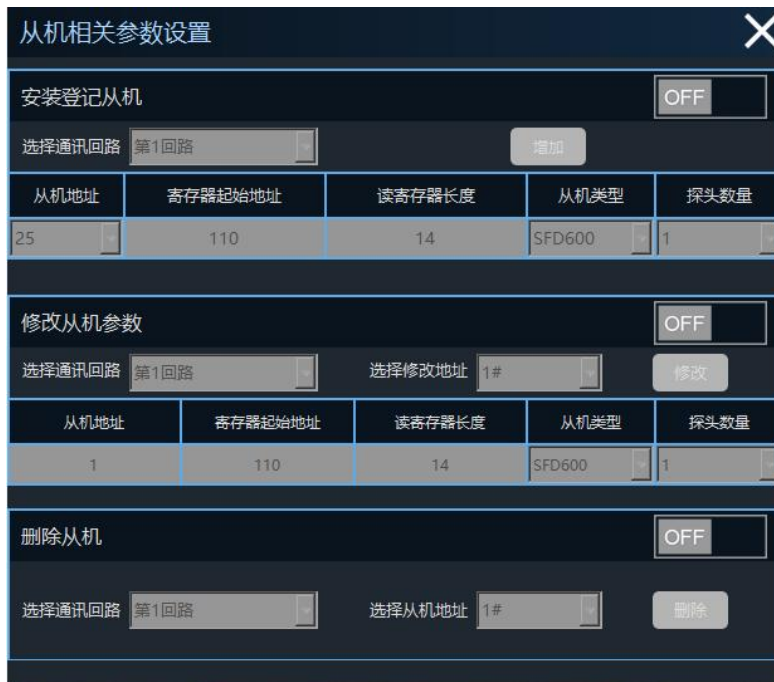 从机相关参数设置
安装登记从机 OFF
选择通讯回路 第1回路 增加
从机地址 寄存器起始地址 读寄存器长度 从机类型 探头数量
25 110 14 SFD600 1
修改从机参数 OFF
选择通讯回路 第1回路 选择修改地址 1# 修改
从机地址 寄存器起始地址 读寄存器长度 从机类型 探头数量
1 110 14 SFD600 1
删除从机 OFF
选择通讯回路 第1回路 选择从机地址 1# 删除